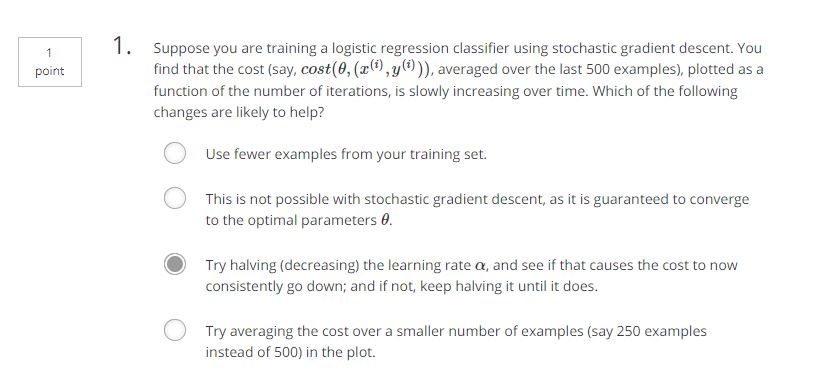 1
point
1. Suppose you are training a logistic regression classifier using stochastic gradient descent. You
find that the cost (say, cost(θ, (x⁽ⁱ⁾, y⁽ⁱ⁾)), averaged over the last 500 examples), plotted as a
function of the number of iterations, is slowly increasing over time. Which of the following
changes are likely to help?
Use fewer examples from your training set.
This is not possible with stochastic gradient descent, as it is guaranteed to converge
to the optimal parameters θ.
Try halving (decreasing) the learning rate α, and see if that causes the cost to now
consistently go down; and if not, keep halving it until it does.
Try averaging the cost over a smaller number of examples (say 250 examples
instead of 500) in the plot.